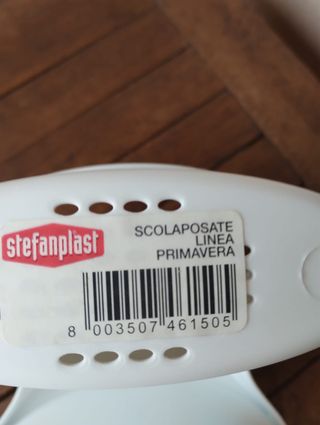 stefanplast
SCOLAPOSATE
LINEA
PRIMAVERA
8 003507 461505